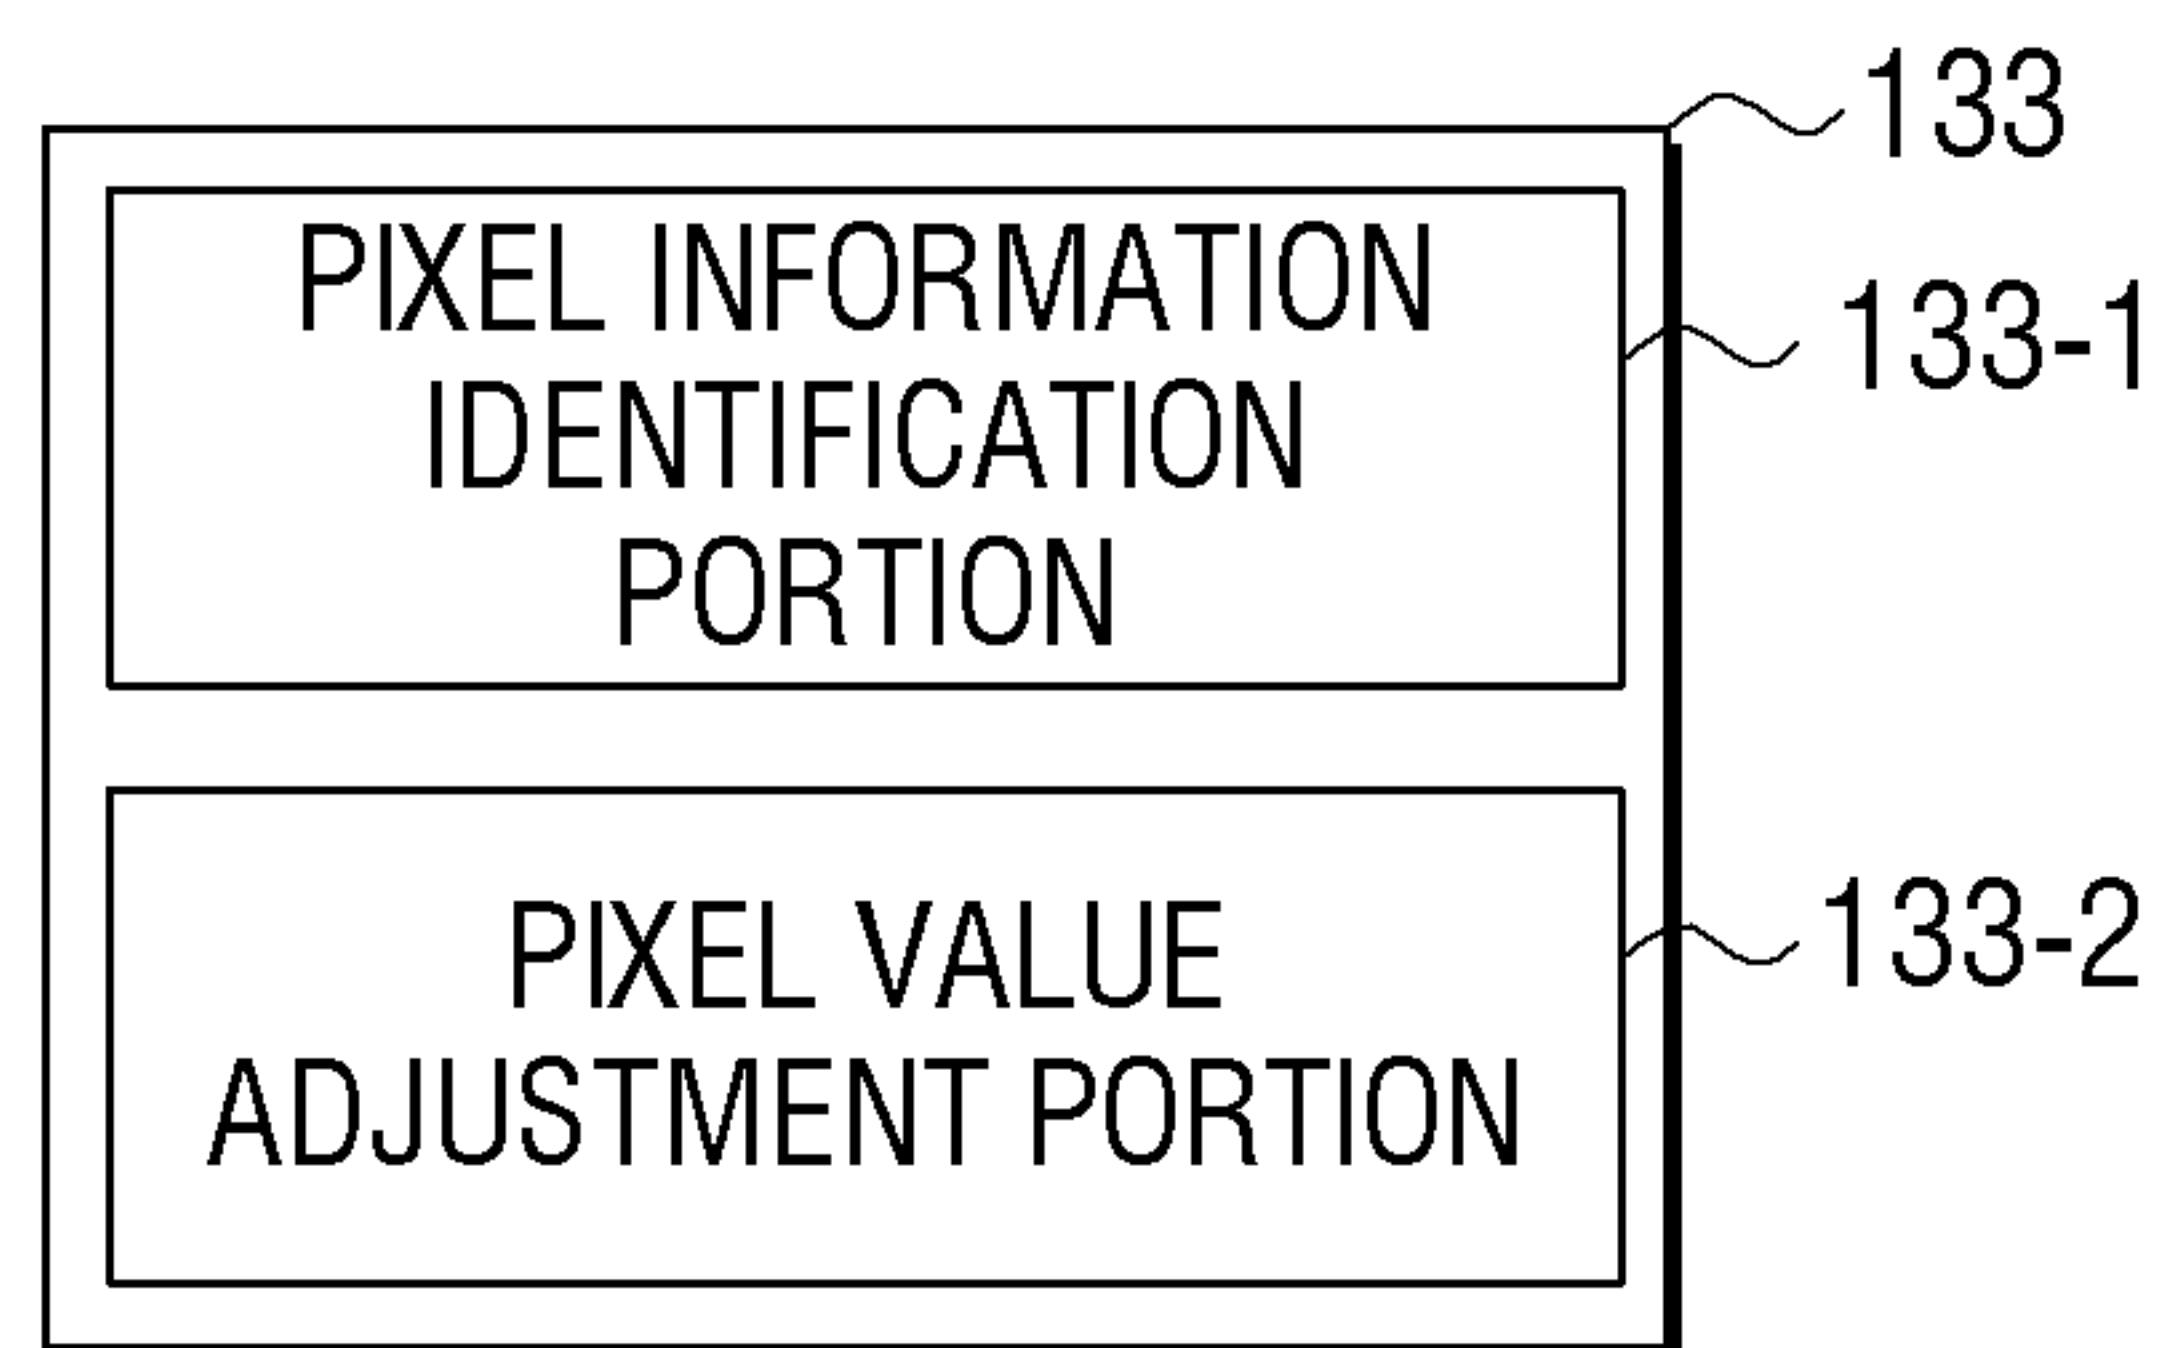 133
PIXEL INFORMATION
133-1
IDENTIFICATION
PORTION
PIXEL VALUE
133-2
ADJUSTMENT PORTION